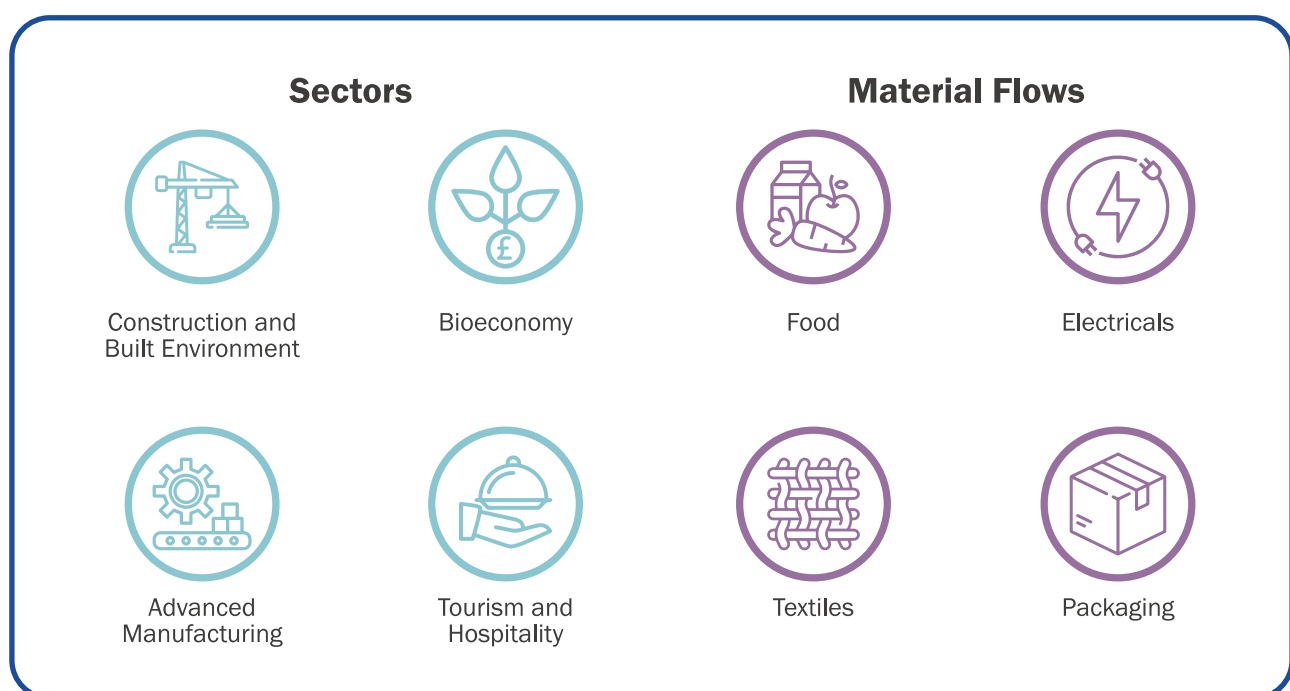 Sectors
Construction and
Built Environment
£
Bioeconomy
Advanced
Manufacturing
Tourism and
Hospitality
Material Flows
Food
Electricals
Textiles
Packaging